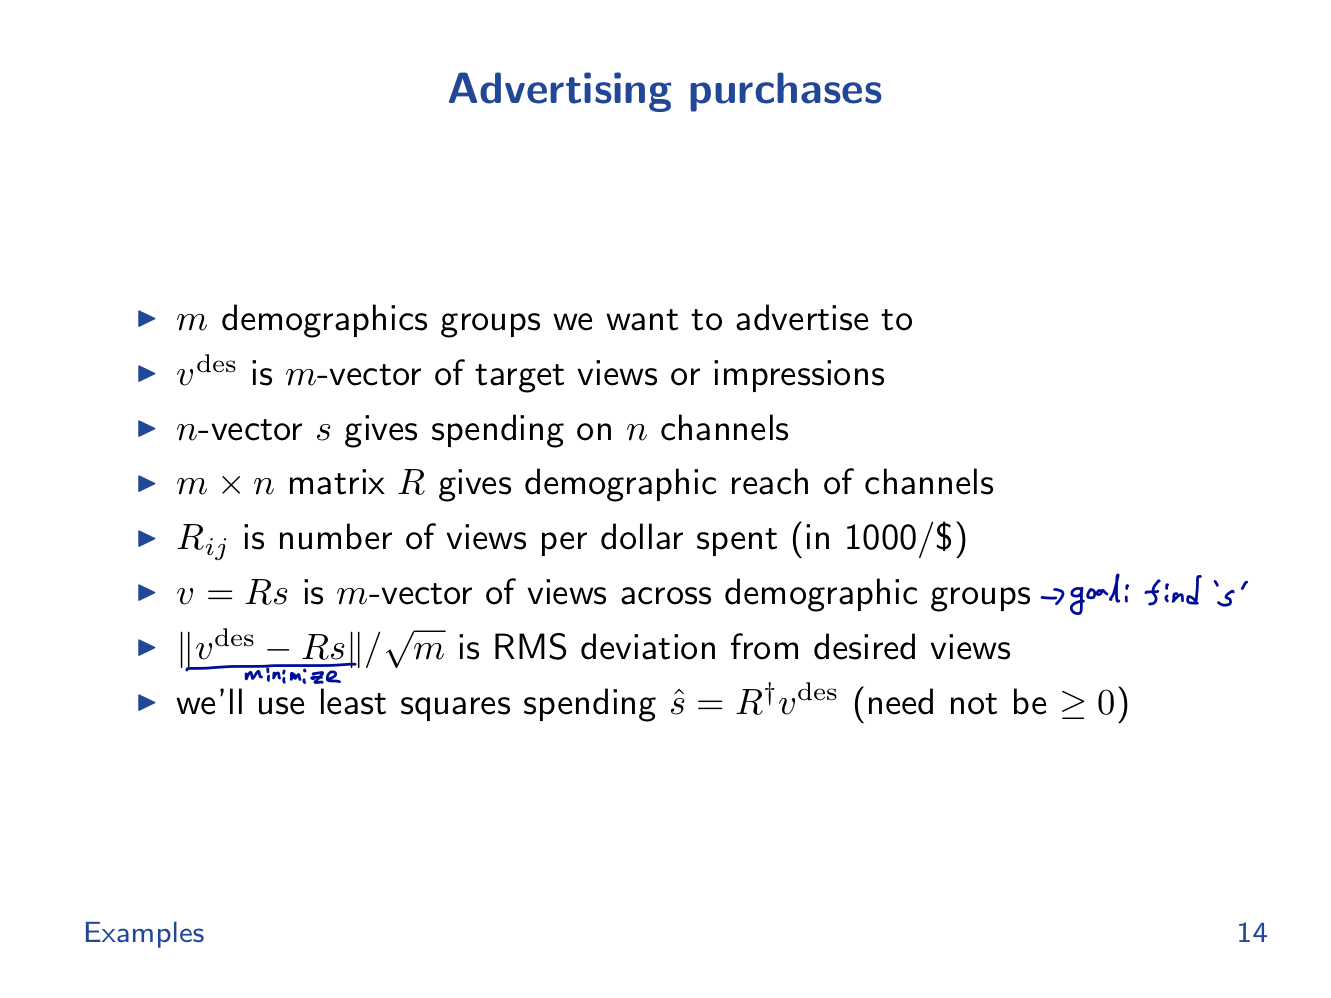 Advertising purchases
▶ m demographics groups we want to advertise to
▶ v^des is m-vector of target views or impressions
▶ n-vector s gives spending on n channels
▶ m × n matrix R gives demographic reach of channels
▶ R_ij is number of views per dollar spent (in 1000/$)
▶ v = Rs is m-vector of views across demographic groups → goal: find 's'
▶ ‖v^des − Rs‖/√m is RMS deviation from desired views
minimize
▶ we'll use least squares spending ŝ = R^†v^des (need not be ≥ 0)
Examples 14